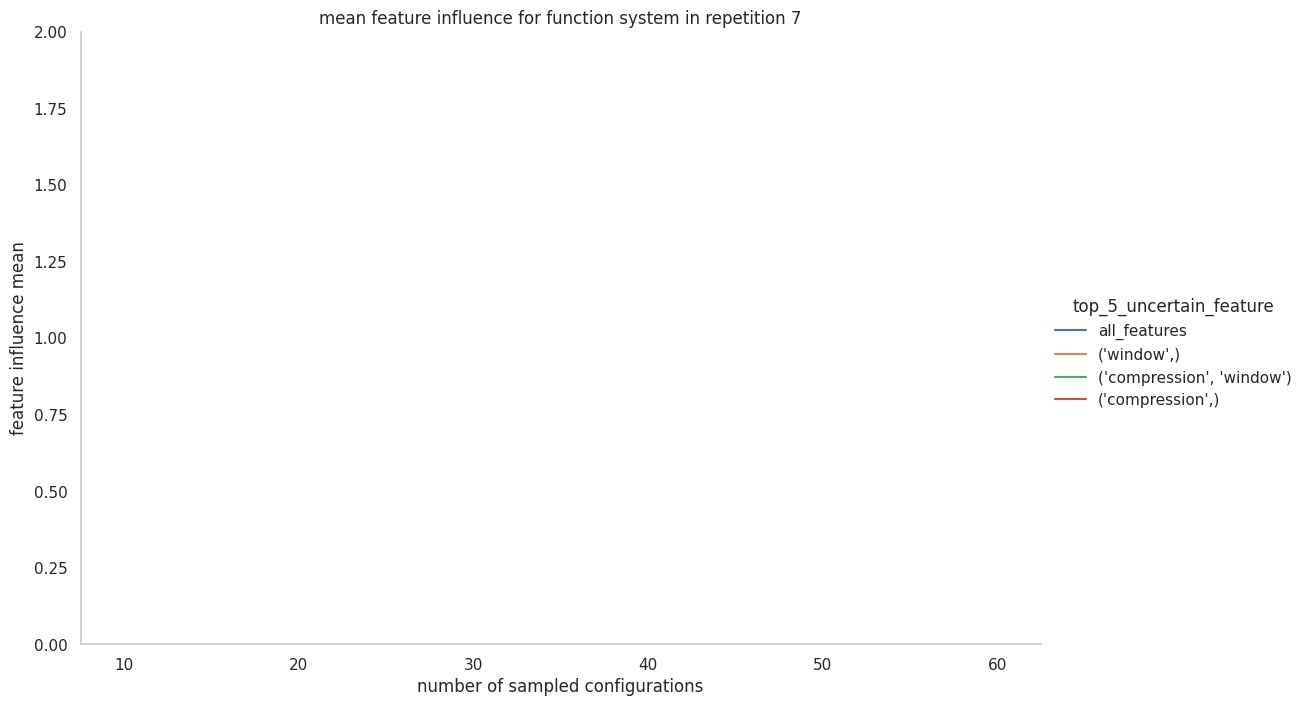 mean feature influence for function system in repetition 7
2.00
1.75
1.50
1.25
1.00
0.75
0.50
0.25
0.00
feature influence mean
10 20 30 40 50 60
number of sampled configurations
top_5_uncertain_feature
all_features
('window',)
('compression', 'window')
('compression',)